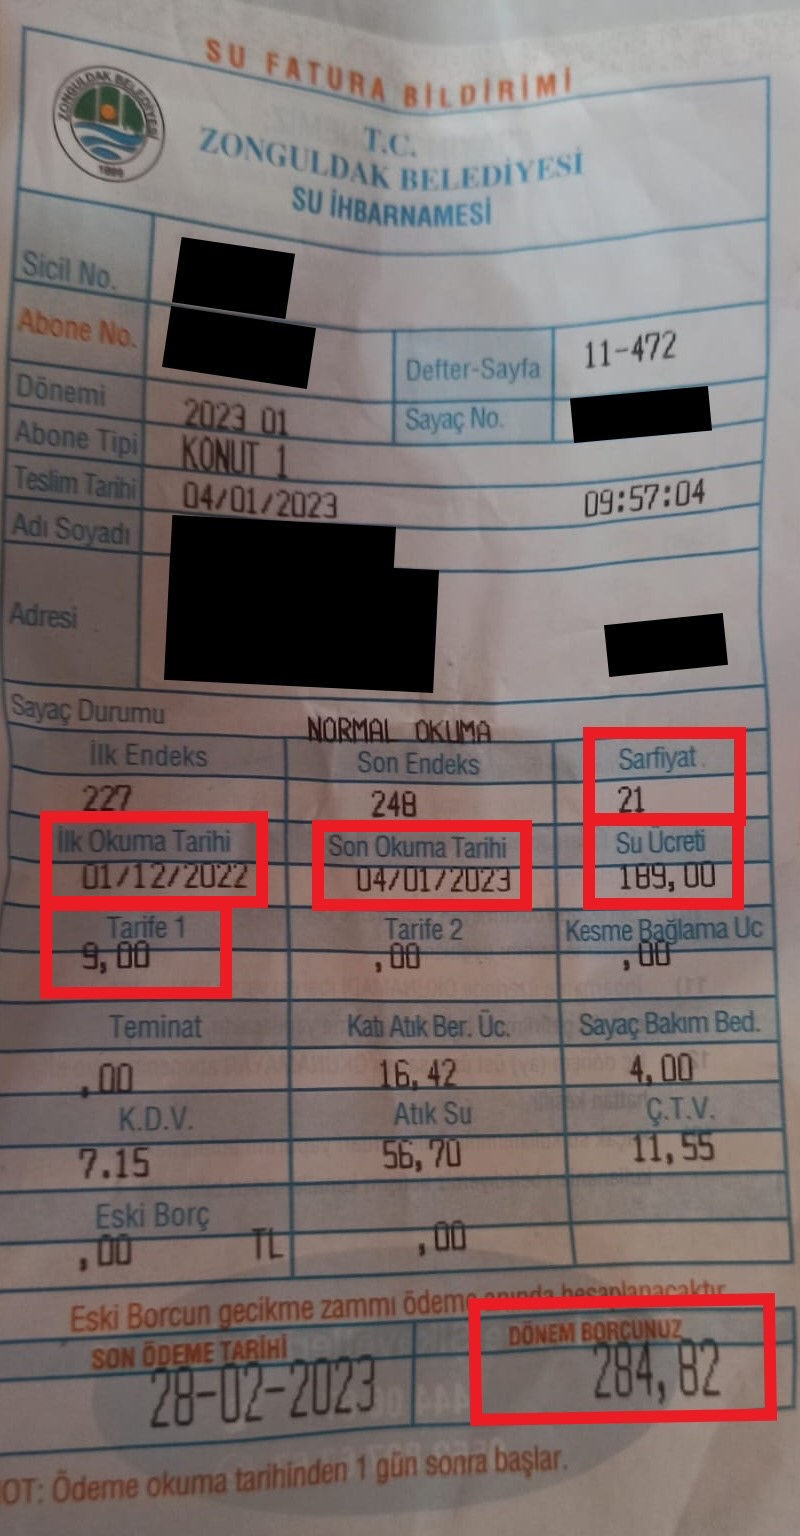 SU FATURA BİLDİRİMİ
ZONGULDAK BELEDİYESİ
1899
T.C.
ZONGULDAK BELEDİYESİ
SU İHBARNAMESİ
Sicil No.
Abone No.
Defter-Sayfa 11-472
Dönemi 2023 01 Sayaç No.
Abone Tipi KONUT 1
Teslim Tarihi 04/01/2023 09:57:04
Adı Soyadı
Adresi
Sayaç Durumu NORMAL OKUMA
İlk Endeks Son Endeks Sarfiyat
227 248 21
İlk Okuma Tarihi Son Okuma Tarihi Su Ücreti
01/12/2022 04/01/2023 189,00
Tarife 1 Tarife 2 Kesme Bağlama Uc
9,00 ,00 ,00
Teminat Katı Atık Ber. Üc. Sayaç Bakım Bed.
,00 16,42 4,00
K.D.V. Atık Su Ç.T.V.
7.15 56,70 11,55
Eski Borç
,00 TL ,00
Eski Borcun gecikme zammı ödeme anında hesaplanacaktır
SON ÖDEME TARİHİ DÖNEM BORCUNUZ
28-02-2023 284,82
OT: Ödeme okuma tarihinden 1 gün sonra başlar.